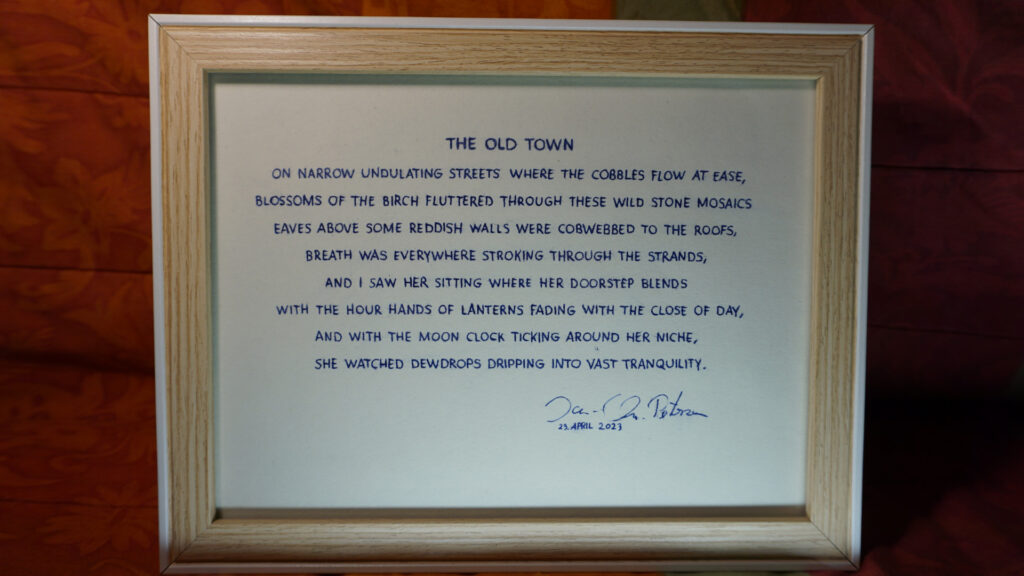 THE OLD TOWN
ON NARROW UNDULATING STREETS WHERE THE COBBLES FLOW AT EASE,
BLOSSOMS OF THE BIRCH FLUTTERED THROUGH THESE WILD STONE MOSAICS
EAVES ABOVE SOME REDDISH WALLS WERE COBWEBBED TO THE ROOFS,
BREATH WAS EVERYWHERE STROKING THROUGH THE STRANDS,
AND I SAW HER SITTING WHERE HER DOORSTEP BLENDS
WITH THE HOUR HANDS OF LANTERNS FADING WITH THE CLOSE OF DAY,
AND WITH THE MOON CLOCK TICKING AROUND HER NICHE,
SHE WATCHED DEWDROPS DRIPPING INTO VAST TRANQUILITY.
23. APRIL 2023